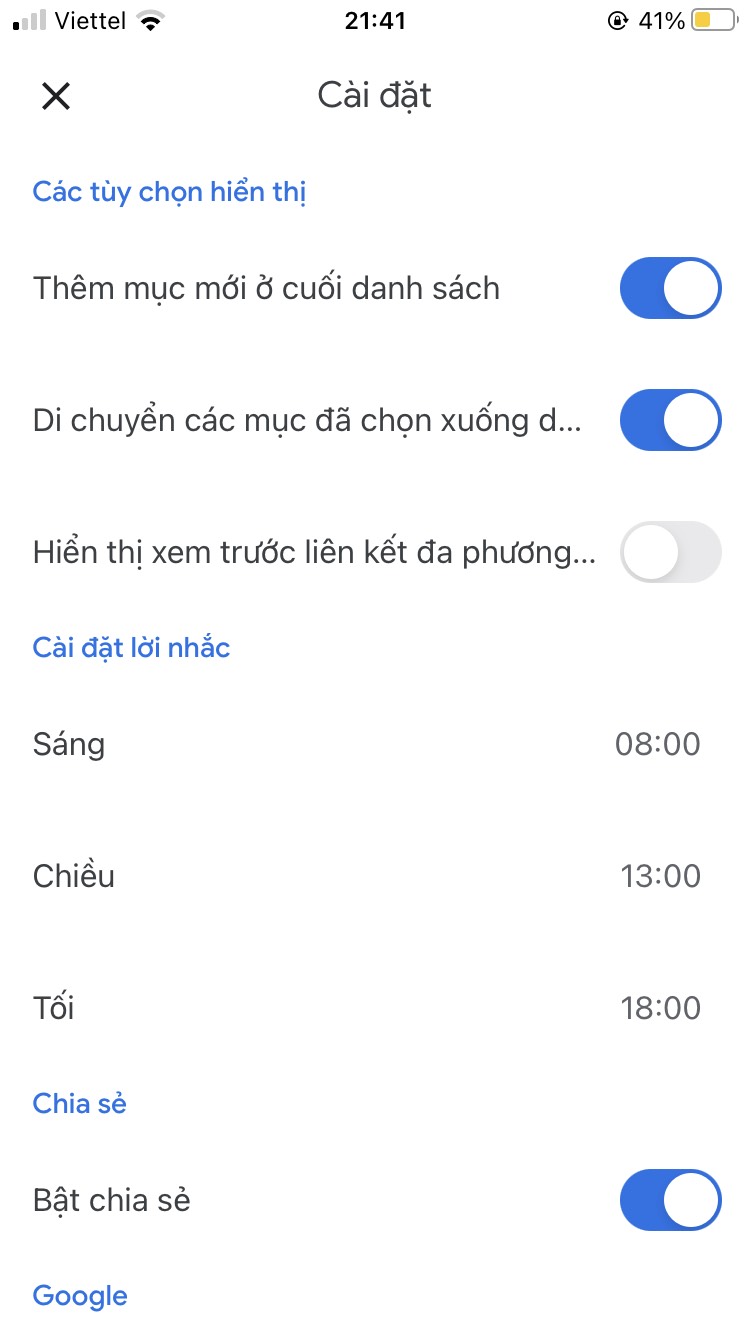 Viettel 21:41 41%
Cài đặt
Các tùy chọn hiển thị
Thêm mục mới ở cuối danh sách
Di chuyển các mục đã chọn xuống d...
Hiển thị xem trước liên kết đa phương...
Cài đặt lời nhắc
Sáng 08:00
Chiều 13:00
Tối 18:00
Chia sẻ
Bật chia sẻ
Google